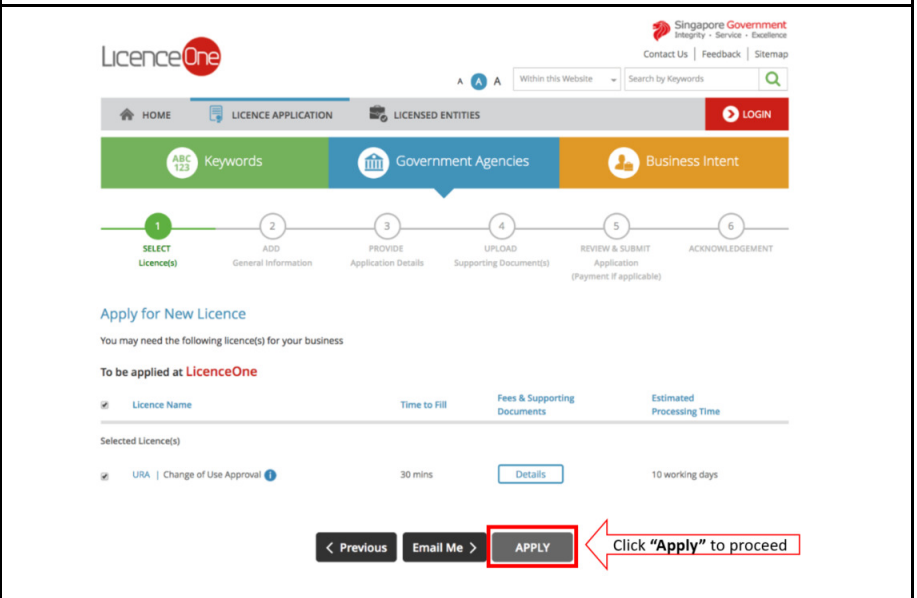 Singapore Government
Integrity · Service · Excellence
LicenceOne
Contact Us | Feedback | Sitemap
A A A Within this Website Search by Keywords
HOME LICENCE APPLICATION LICENSED ENTITIES LOGIN
ABC 123 Keywords Government Agencies Business Intent
1 2 3 4 5 6
SELECT ADD PROVIDE UPLOAD REVIEW & SUBMIT ACKNOWLEDGEMENT
Licence(s) General Information Application Details Supporting Document(s) Application
(Payment if applicable)
Apply for New Licence
You may need the following licence(s) for your business
To be applied at LicenceOne
Licence Name Time to Fill Fees & Supporting Documents Estimated Processing Time
Selected Licence(s)
URA | Change of Use Approval i 30 mins Details 10 working days
< Previous Email Me > APPLY Click “Apply” to proceed